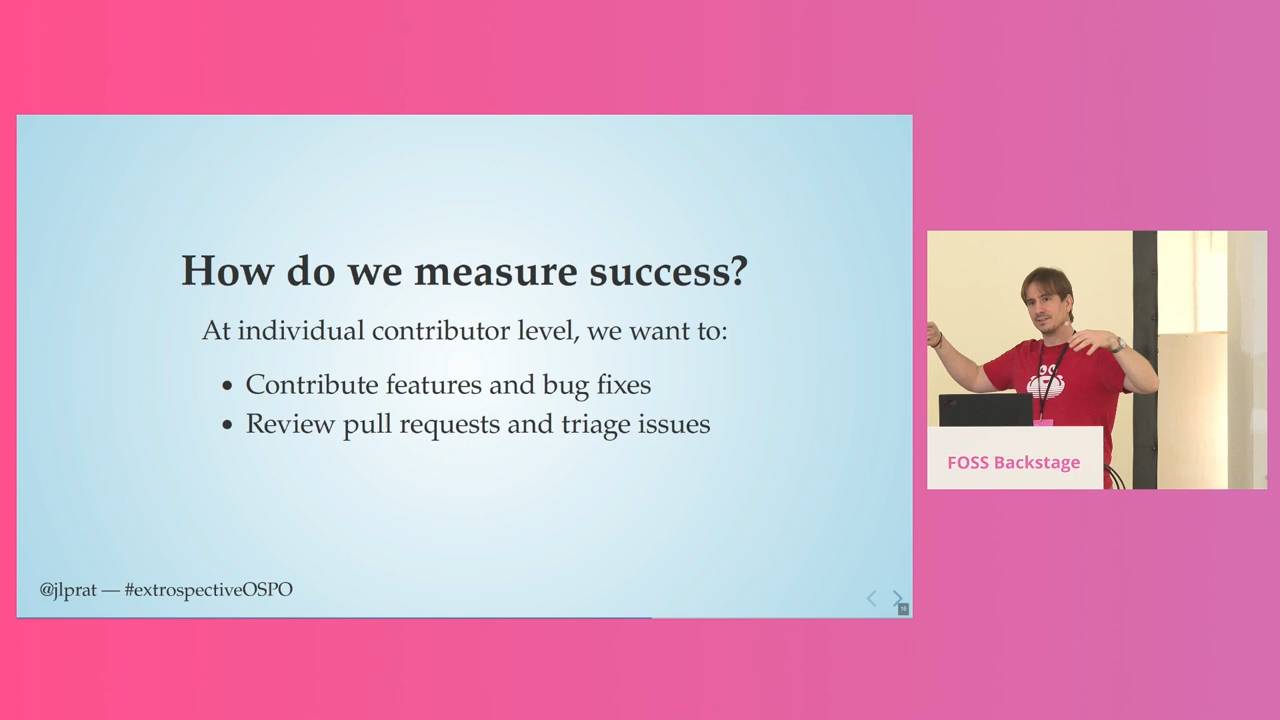 How do we measure success?
At individual contributor level, we want to:
• Contribute features and bug fixes
• Review pull requests and triage issues
@jlprat — #extrospectiveOSPO
16
FOSS Backstage